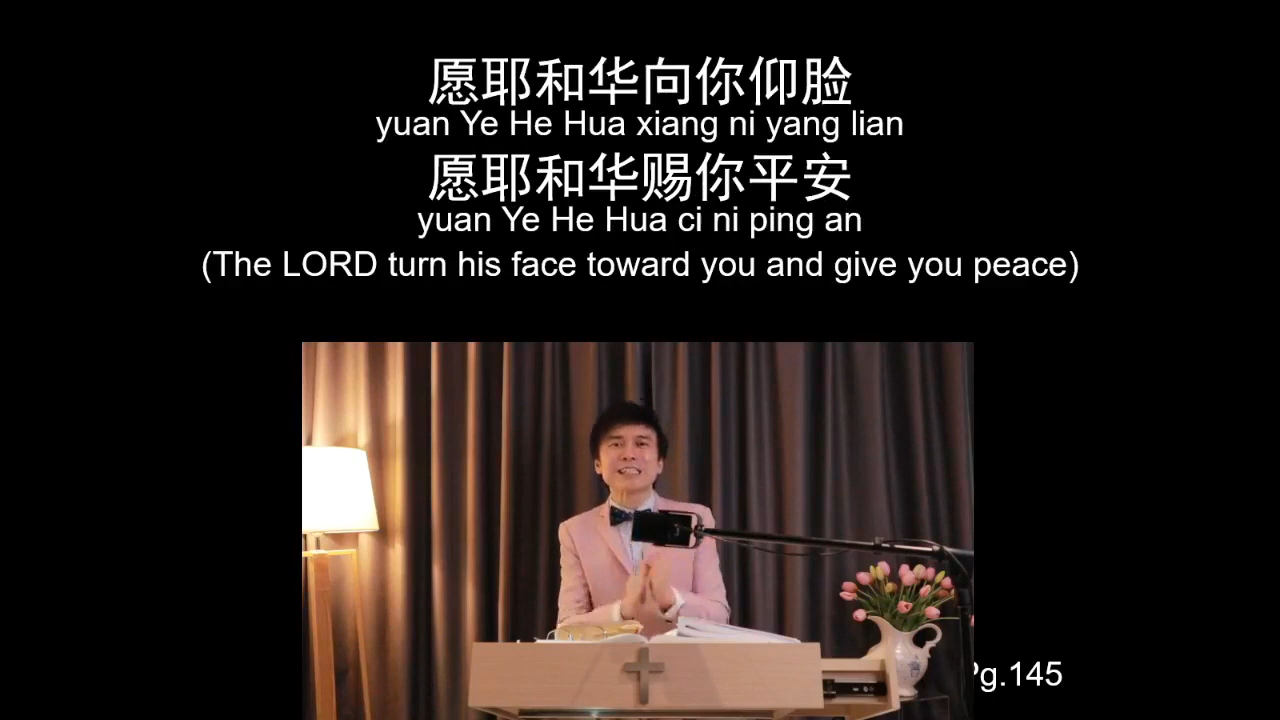 愿耶和华向你仰脸
yuan Ye He Hua xiang ni yang lian
愿耶和华赐你平安
yuan Ye He Hua ci ni ping an
(The LORD turn his face toward you and give you peace)
Pg.145